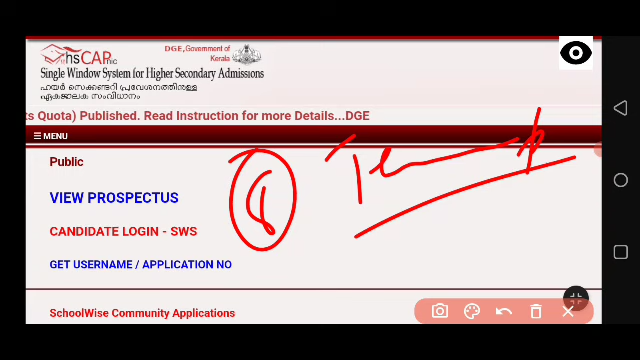 hsCAP
nic
DGE, Government of
Kerala
Single Window System for Higher Secondary Admissions
ഹയർ സെക്കണ്ടറി പ്രവേശനത്തിനുള്ള
ഏകജാലക സംവിധാനം
ts Quota) Published. Read Instruction for more Details...DGE
☰ MENU
Public
VIEW PROSPECTUS
CANDIDATE LOGIN - SWS
GET USERNAME / APPLICATION NO
SchoolWise Community Applications